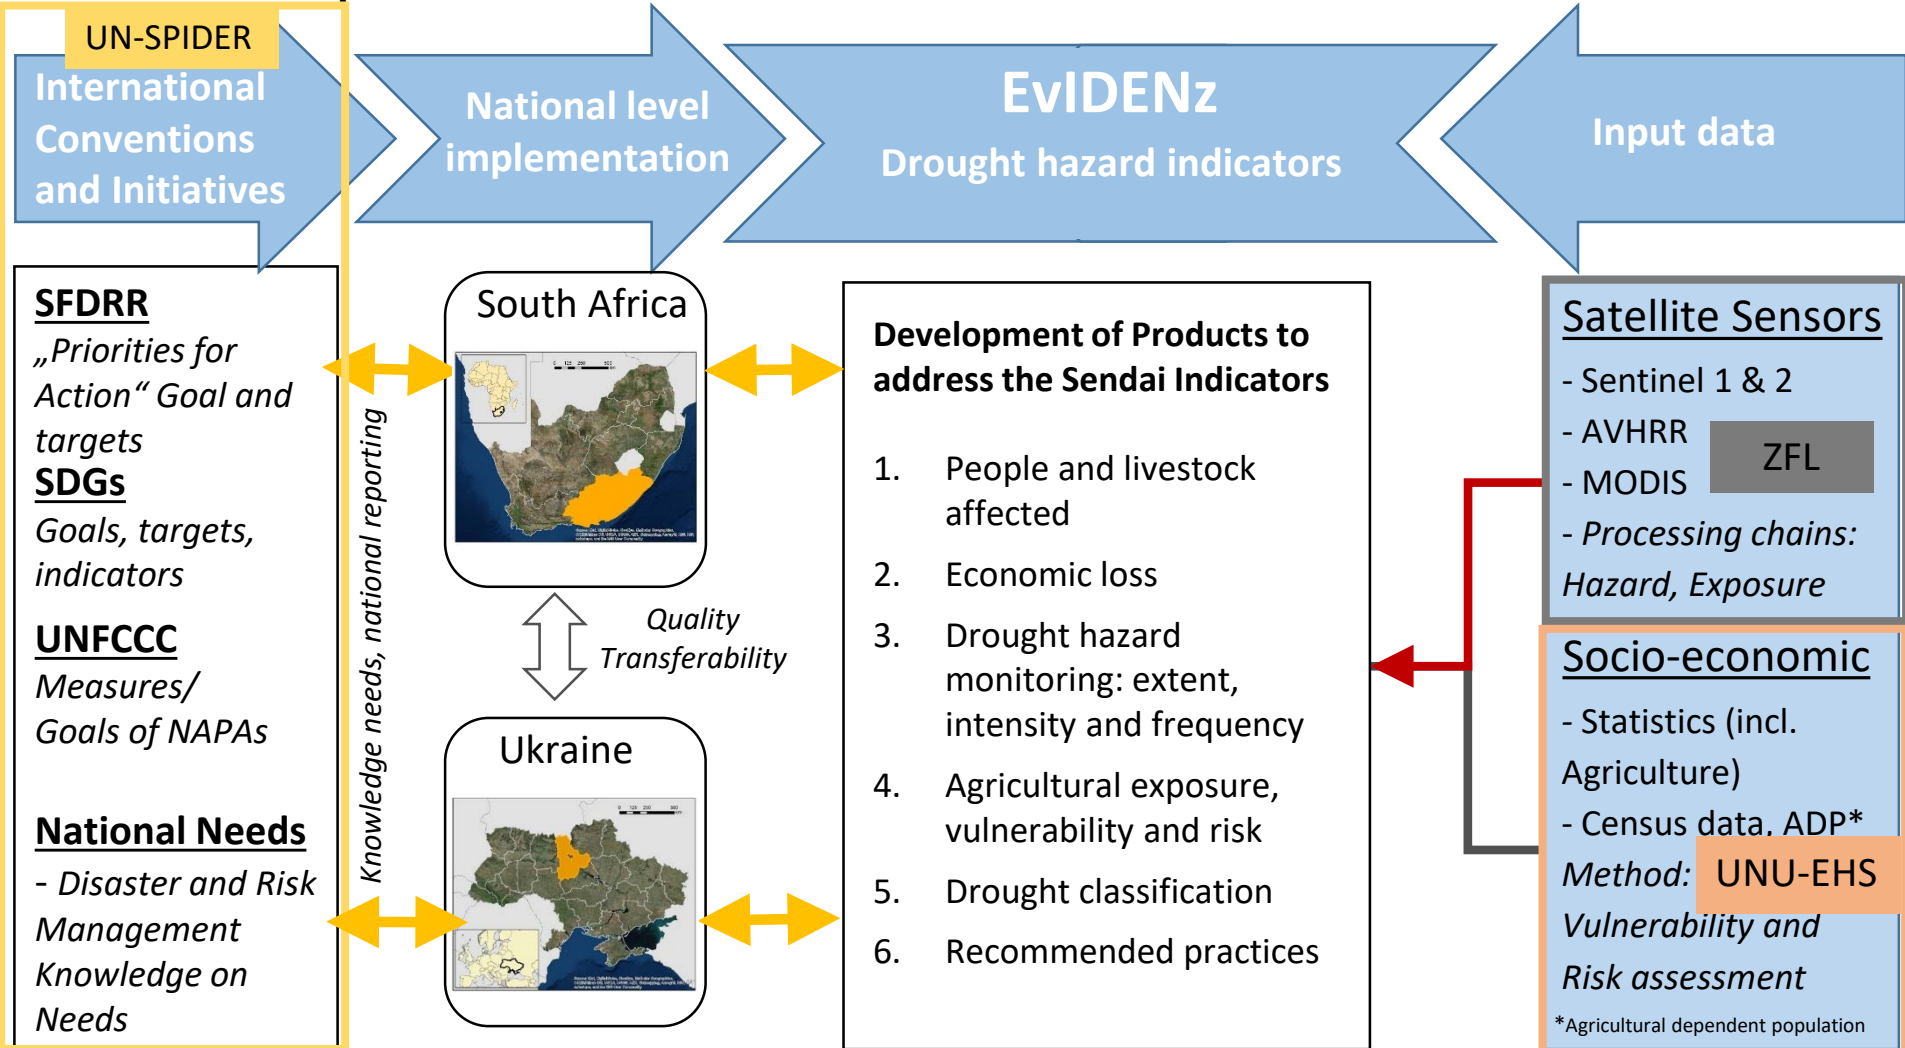 UN-SPIDER
International
Conventions
and Initiatives
National level
implementation
EvIDENz
Drought hazard indicators
Input data
SFDRR
„Priorities for
Action“ Goal and
targets
SDGs
Goals, targets,
indicators
UNFCCC
Measures/
Goals of NAPAs
National Needs
- Disaster and Risk
Management
Knowledge on
Needs
Knowledge needs, national reporting
South Africa
Quality
Transferability
Ukraine
Development of Products to
address the Sendai Indicators
1. People and livestock
affected
2. Economic loss
3. Drought hazard
monitoring: extent,
intensity and frequency
4. Agricultural exposure,
vulnerability and risk
5. Drought classification
6. Recommended practices
Satellite Sensors
- Sentinel 1 & 2
- AVHRR
- MODIS
ZFL
- Processing chains:
Hazard, Exposure
Socio-economic
- Statistics (incl.
Agriculture)
- Census data, ADP*
Method:
UNU-EHS
Vulnerability and
Risk assessment
*Agricultural dependent population